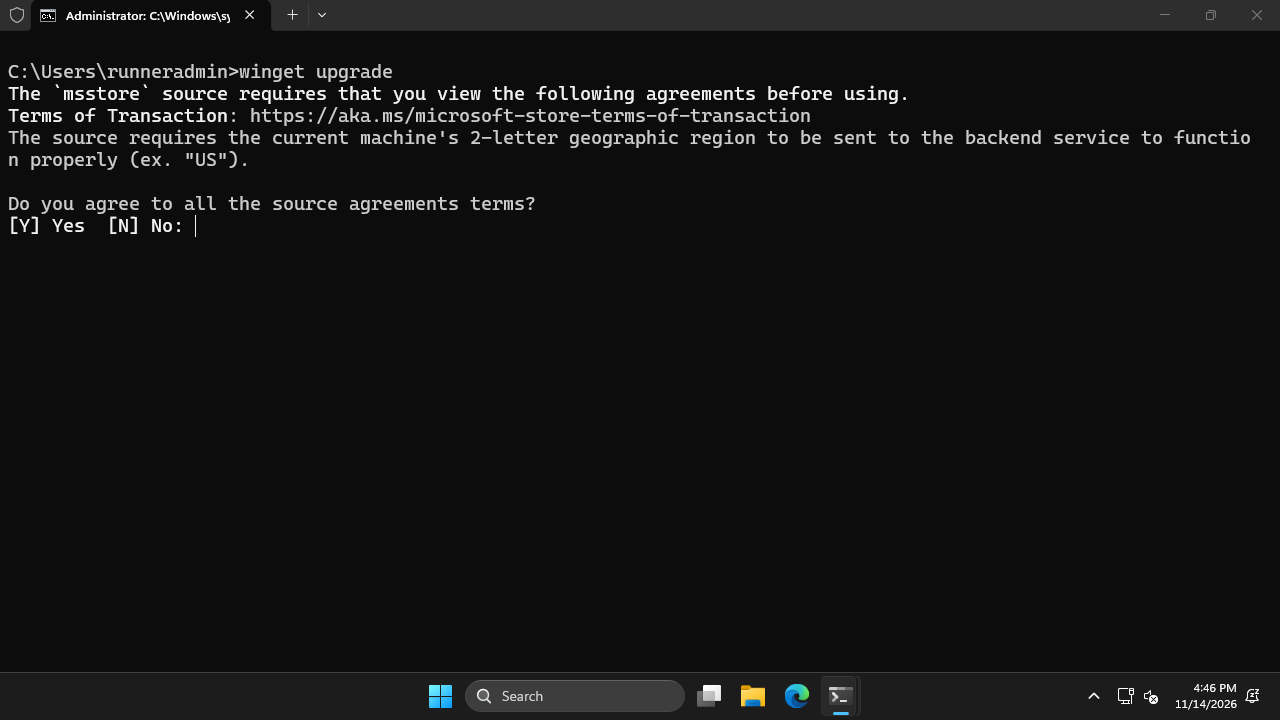 Administrator: C:\Windows\sy
C:\Users\runneradmin>winget upgrade
The `msstore` source requires that you view the following agreements before using.
Terms of Transaction: https://aka.ms/microsoft-store-terms-of-transaction
The source requires the current machine's 2-letter geographic region to be sent to the backend service to functio
n properly (ex. "US").
Do you agree to all the source agreements terms?
[Y] Yes  [N] No:
Search
4:46 PM
11/14/2026